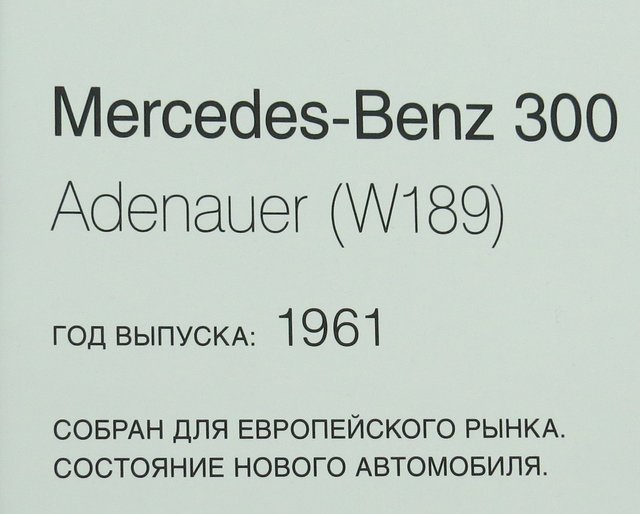 Mercedes-Benz 300
Adenauer (W189)
ГОД ВЫПУСКА: 1961
СОБРАН ДЛЯ ЕВРОПЕЙСКОГО РЫНКА.
СОСТОЯНИЕ НОВОГО АВТОМОБИЛЯ.